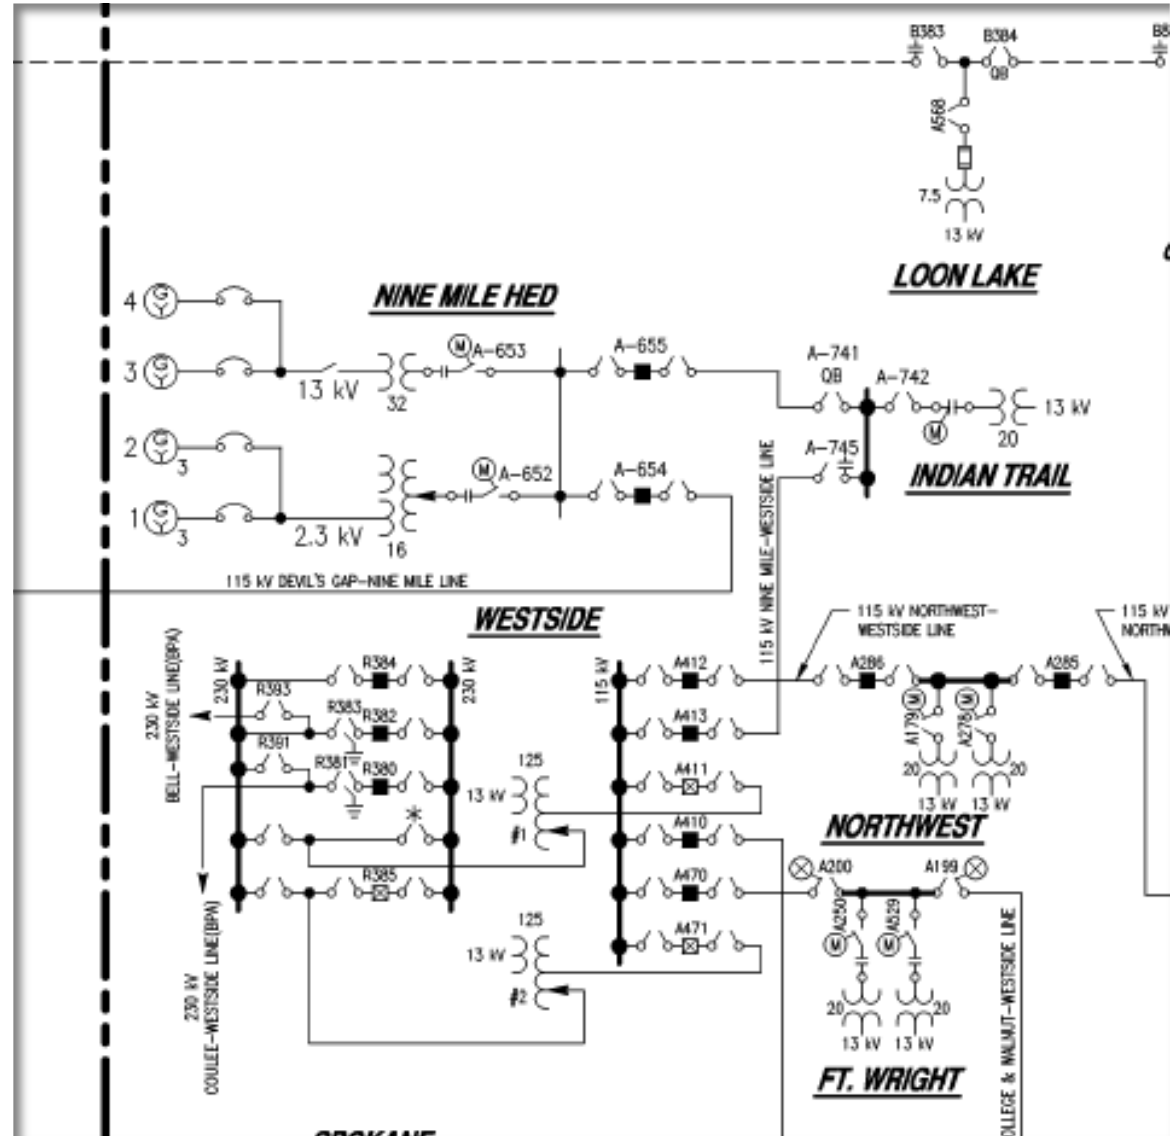 B383
B384
QB
A568
7.5
13 kV
LOON LAKE
NINE MILE HED
4
G
3
G
2
G
3
1
G
3
13 kV
2.3 kV
32
16
M
A-653
M
A-652
A-655
A-654
A-741
QB
A-742
A-745
M
20
13 kV
INDIAN TRAIL
115 kV DEVIL'S GAP-NINE MILE LINE
115 kV NINE MILE-WESTSIDE LINE
WESTSIDE
230 kV
BELL-WESTSIDE LINE(BPA)
230 kV
COULEE-WESTSIDE LINE(BPA)
230 kV
230 kV
115 kV
R384
R393
R383
R382
R391
R381
R380
*
R385
125
13 kV
#1
125
13 kV
#2
A412
A413
A411
A410
A470
A471
115 kV NORTHWEST-
WESTSIDE LINE
115 kV
A286
A285
M
A179
M
A278
20
20
13 kV
13 kV
NORTHWEST
A200
A199
A250
M
A529
M
20
20
13 kV
13 kV
FT. WRIGHT